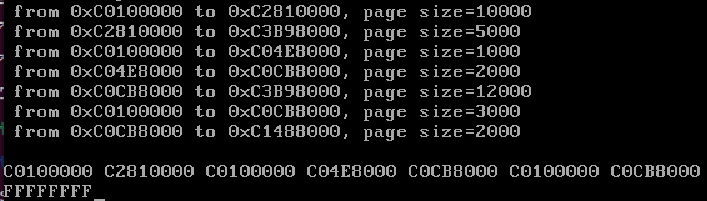 from 0xC0100000 to 0xC2810000, page size=10000
from 0xC2810000 to 0xC3B98000, page size=5000
from 0xC0100000 to 0xC04E8000, page size=1000
from 0xC04E8000 to 0xC0CB8000, page size=2000
from 0xC0CB8000 to 0xC3B98000, page size=12000
from 0xC0100000 to 0xC0CB8000, page size=3000
from 0xC0CB8000 to 0xC1488000, page size=2000
C0100000 C2810000 C0100000 C04E8000 C0CB8000 C0100000 C0CB8000
FFFFFFFF_